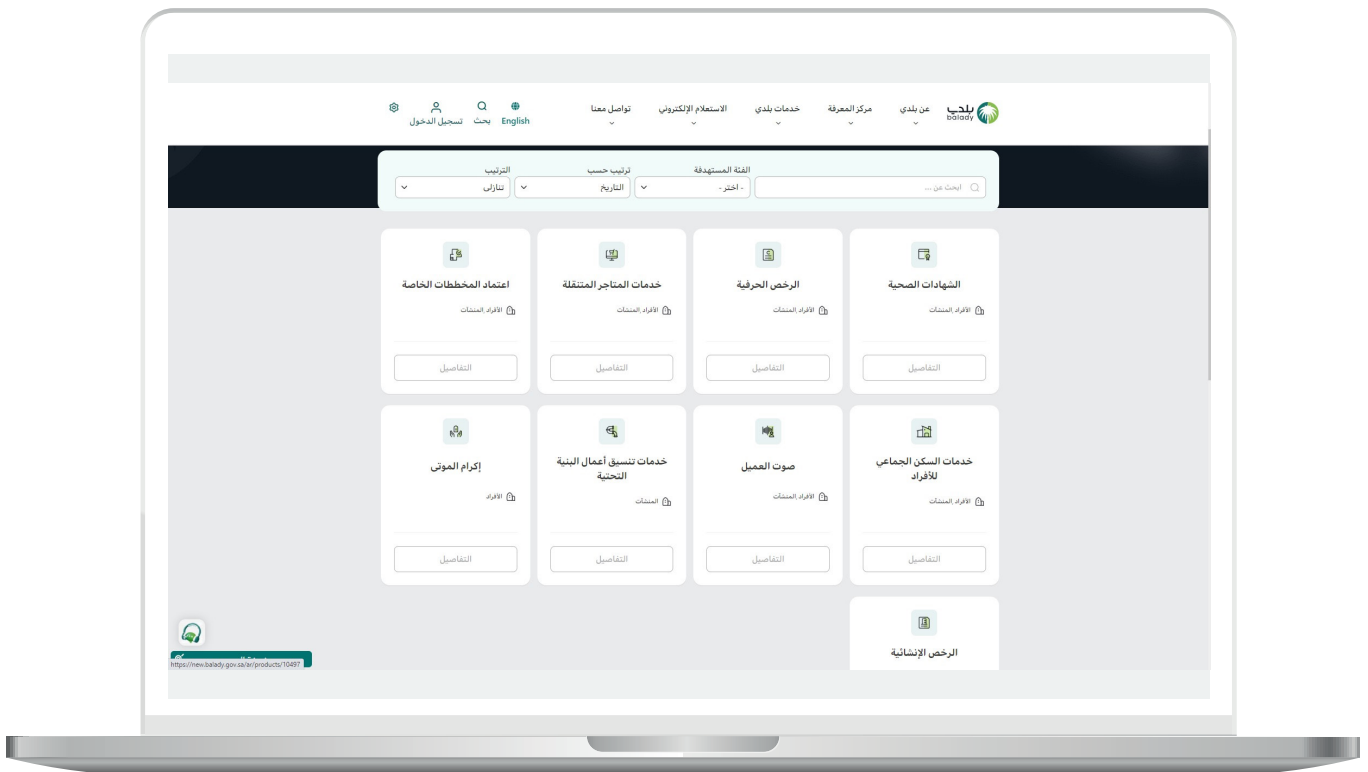 بلدي
balady
عن بلدي
مركز المعرفة
خدمات بلدي
الاستعلام الإلكتروني
تواصل معنا
English
بحث
تسجيل الدخول
الفئة المستهدفة
ترتيب حسب
الترتيب
ابحث عن ...
- اختر -
التاريخ
تنازلى
الشهادات الصحية
الأفراد ,المنشآت
التفاصيل
الرخص الحرفية
الأفراد ,المنشآت
التفاصيل
خدمات المتاجر المتنقلة
الأفراد ,المنشآت
التفاصيل
اعتماد المخططات الخاصة
الأفراد ,المنشآت
التفاصيل
خدمات السكن الجماعي
للأفراد
الأفراد ,المنشآت
التفاصيل
صوت العميل
الأفراد ,المنشآت
التفاصيل
خدمات تنسيق أعمال البنية
التحتية
المنشآت
التفاصيل
إكرام الموتى
الأفراد
التفاصيل
الرخص الإنشائية
https://new.balady.gov.sa/ar/products/10497